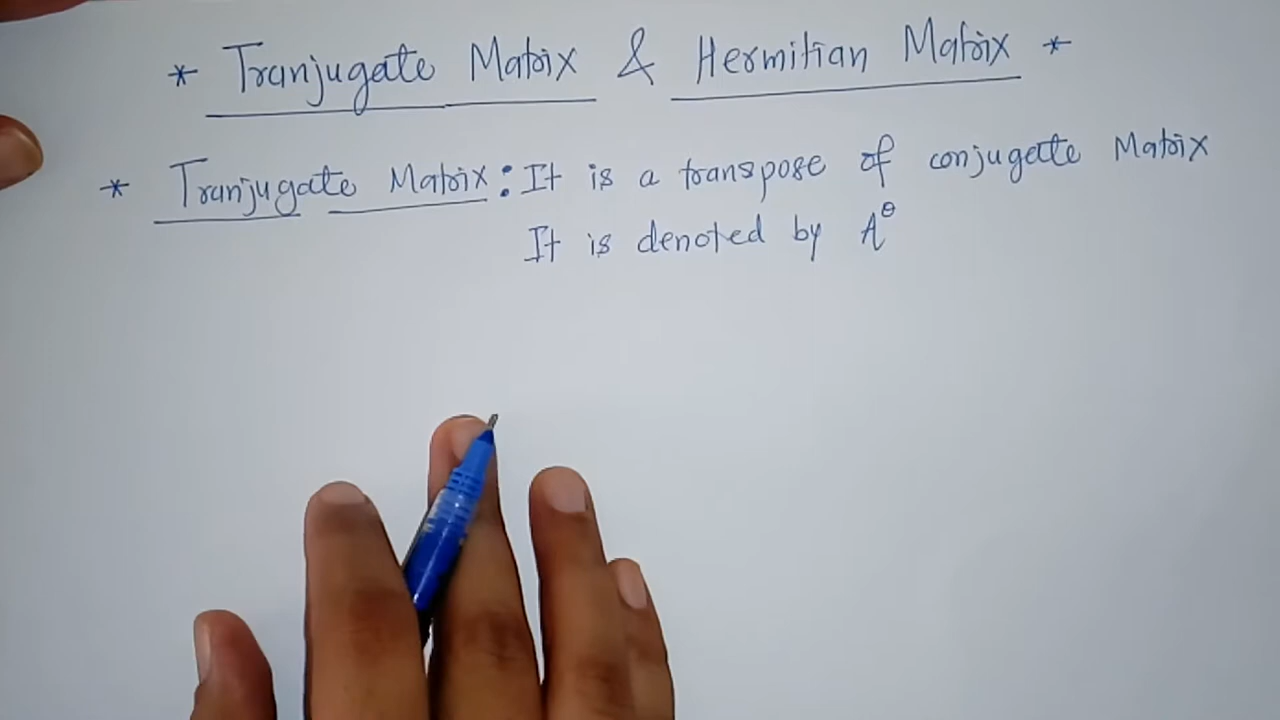 * Tranjugate Matrix & Hermitian Matrix *
* Tranjugate Matrix : It is a transpose of conjugate Matrix
It is denoted by A^θ